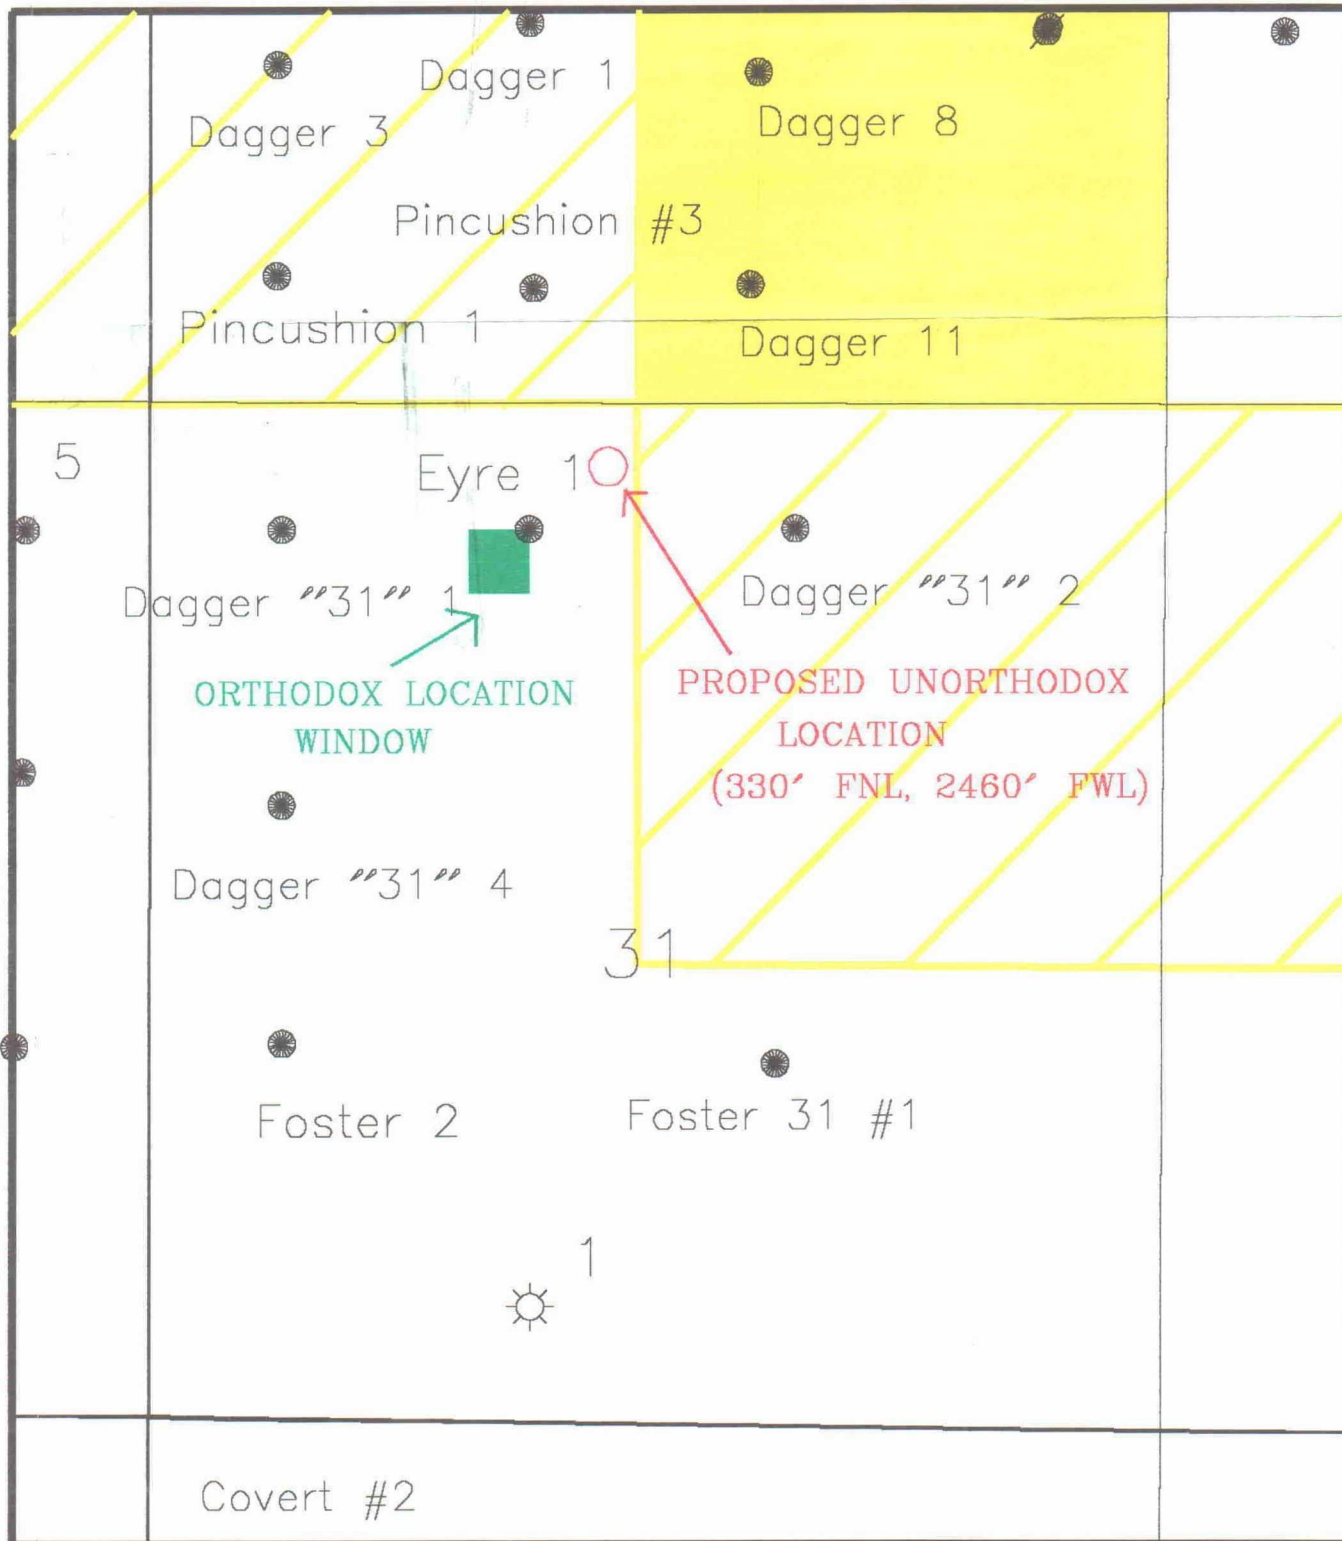 Dagger 1
Dagger 3
Dagger 8
Pincushion #3
Pincushion 1
Dagger 11
5
Eyre 1
Dagger "31" 1
Dagger "31" 2
ORTHODOX LOCATION
WINDOW
PROPOSED UNORTHODOX
LOCATION
(330' FNL, 2460' FWL)
Dagger "31" 4
31
Foster 2
Foster 31 #1
1
Covert #2